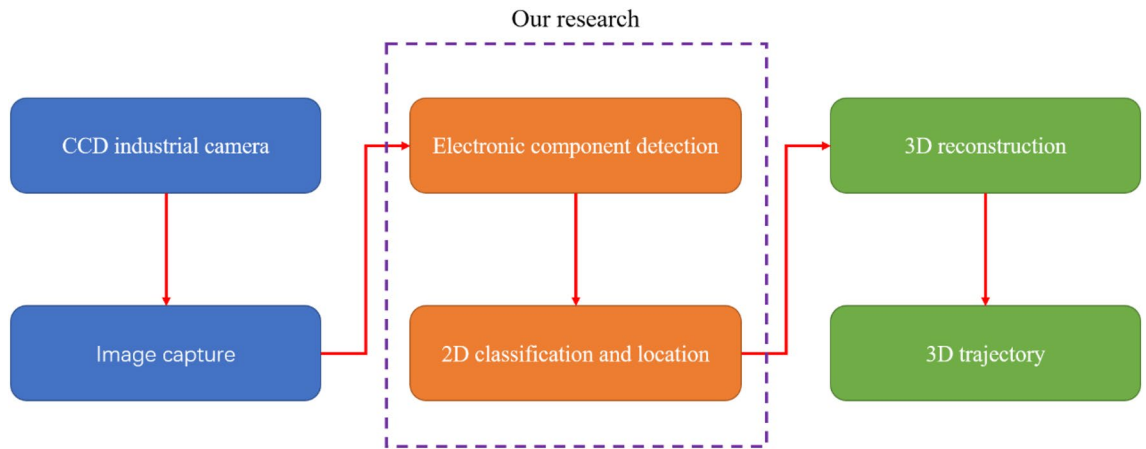 Our research
CCD industrial camera
Electronic component detection
3D reconstruction
Image capture
2D classification and location
3D trajectory